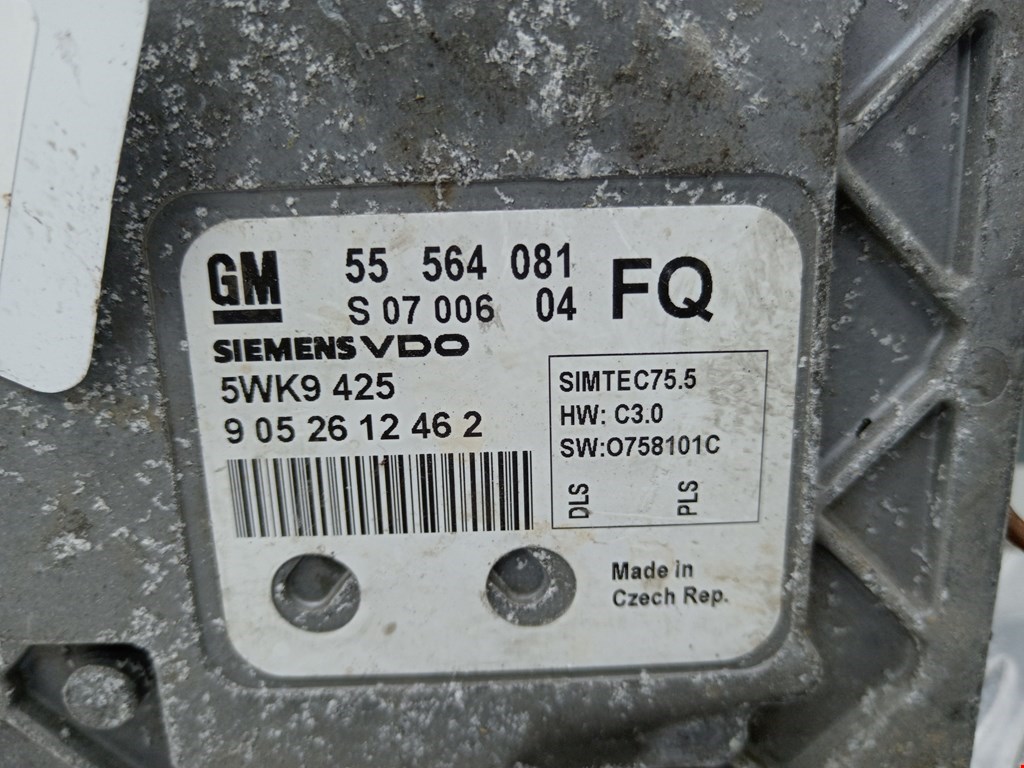 GM 55 564 081 FQ
S 07 006 04
SIEMENS VDO
5WK9 425
9 05 26 12 46 2
SIMTEC75.5
HW: C3.0
SW:O758101C
DLS PLS
Made in
Czech Rep.